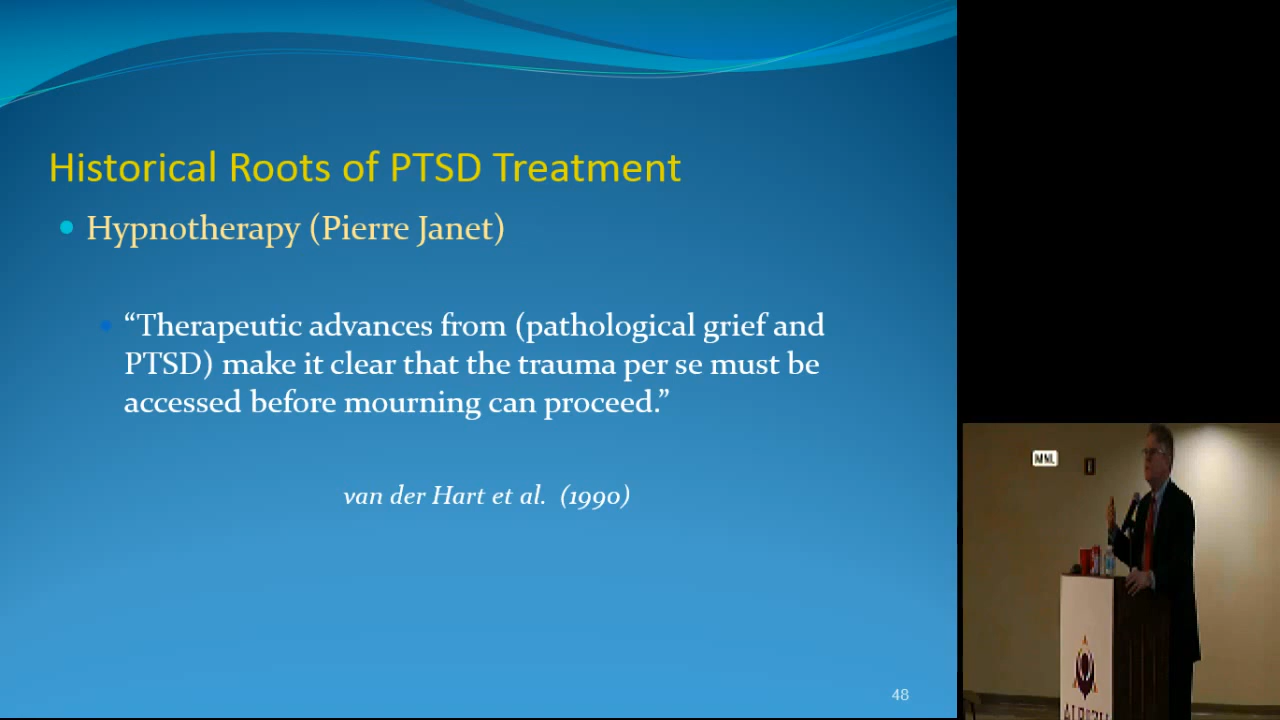 Historical Roots of PTSD Treatment
Hypnotherapy (Pierre Janet)
“Therapeutic advances from (pathological grief and
PTSD) make it clear that the trauma per se must be
accessed before mourning can proceed.”
van der Hart et al. (1990)
48
MNL